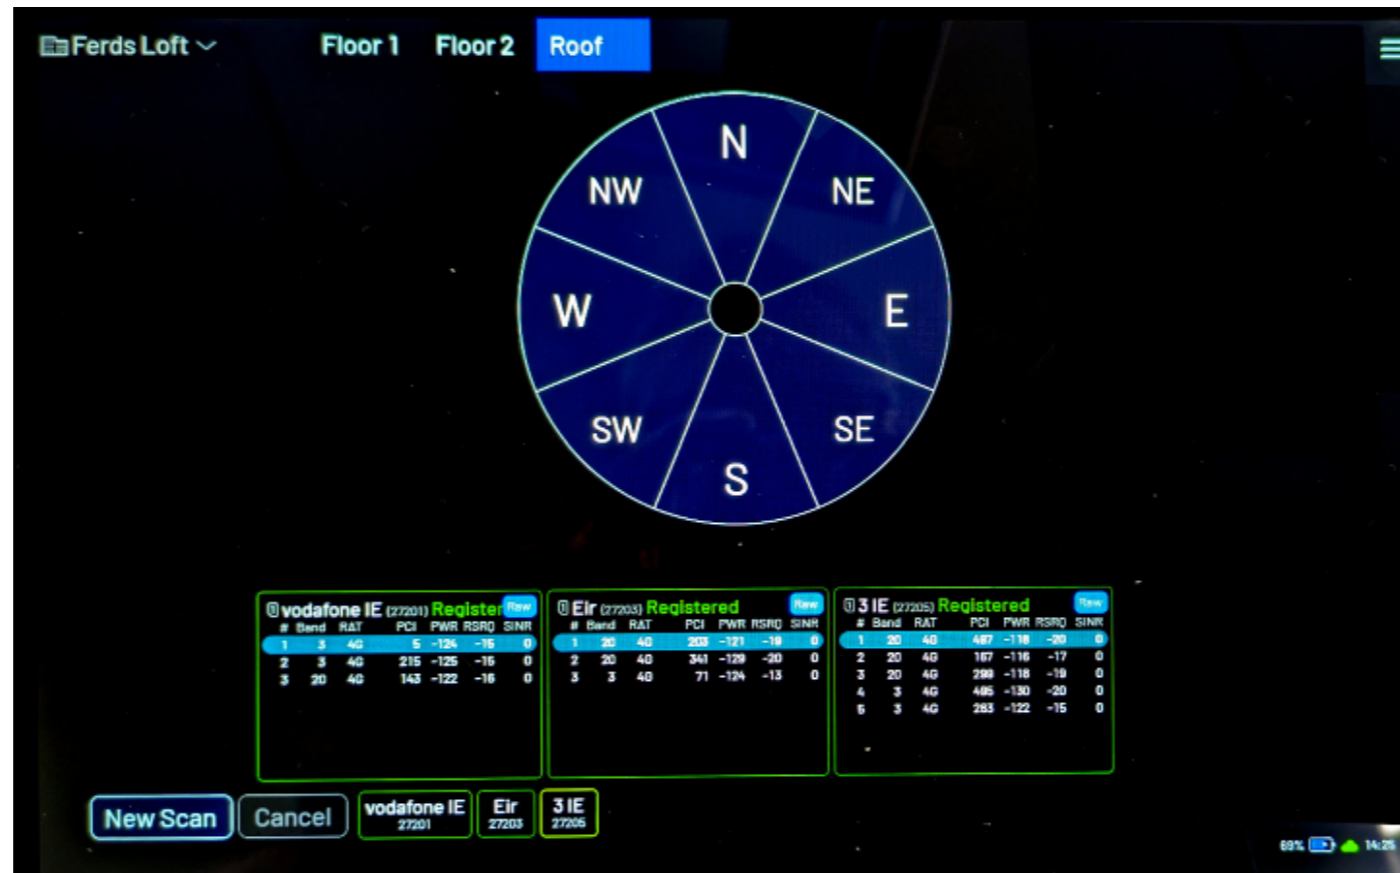 Ferds Loft
Floor 1
Floor 2
Roof
N
NW
NE
W
E
SW
SE
S
vodafone IE (27201) Register Raw
# Band RAT PCI PWR RSRQ SINR
1 3 4G 5 -124 -15 0
2 3 4G 215 -125 -15 0
3 20 4G 143 -122 -16 0
Eir (27203) Registered Raw
# Band RAT PCI PWR RSRQ SINR
1 20 4G 203 -121 -19 0
2 20 4G 341 -129 -20 0
3 3 4G 71 -124 -13 0
3 IE (27205) Registered Raw
# Band RAT PCI PWR RSRQ SINR
1 20 4G 487 -118 -20 0
2 20 4G 167 -116 -17 0
3 20 4G 299 -118 -19 0
4 3 4G 495 -130 -20 0
5 3 4G 283 -122 -15 0
New Scan
Cancel
vodafone IE
27201
Eir
27203
3 IE
27205
69%
14:25